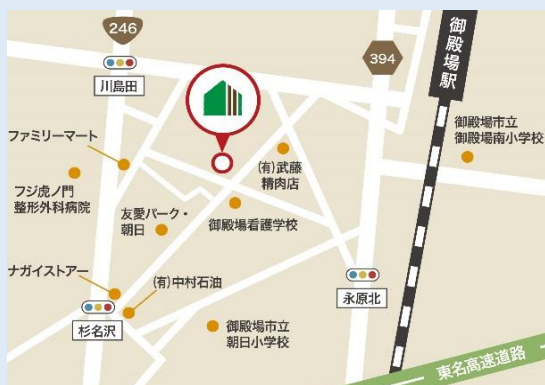 246
川島田
394
御殿場駅
御殿場市立
御殿場南小学校
ファミリーマート
(有)武藤
精肉店
フジ虎ノ門
整形外科病院
友愛パーク・
朝日
御殿場看護学校
ナガイストアー
(有)中村石油
永原北
杉名沢
御殿場市立
朝日小学校
東名高速道路